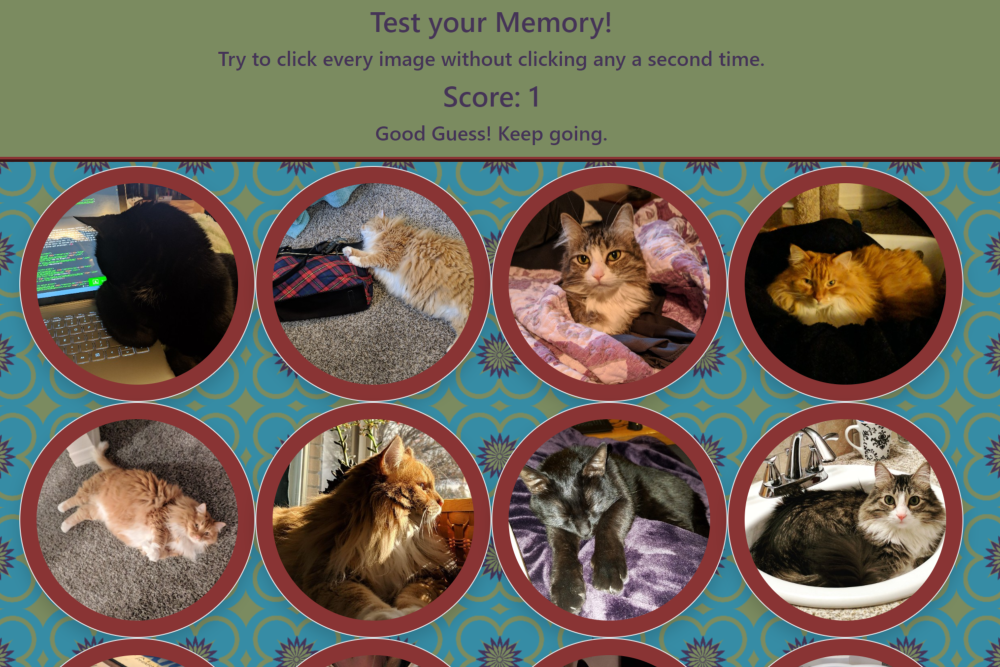 Test your Memory!
Try to click every image without clicking any a second time.
Score: 1
Good Guess! Keep going.